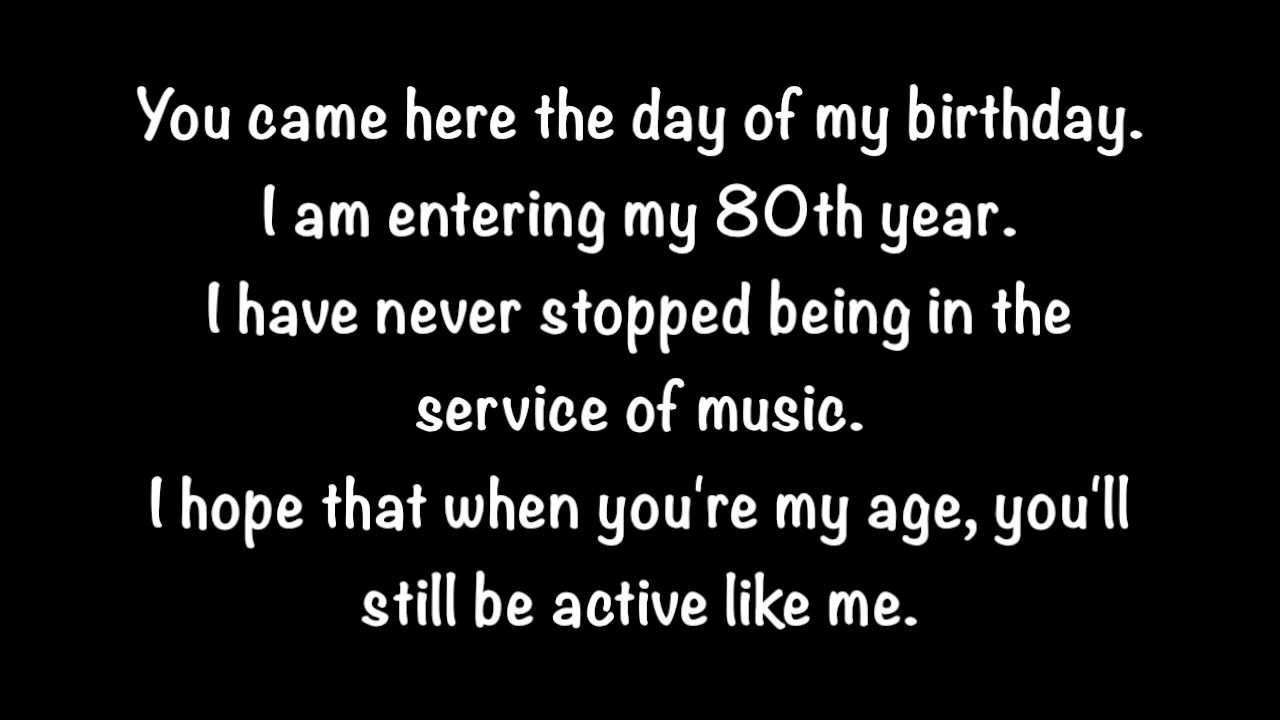 You came here the day of my birthday.
I am entering my 80th year.
I have never stopped being in the
service of music.
I hope that when you're my age, you'll
still be active like me.